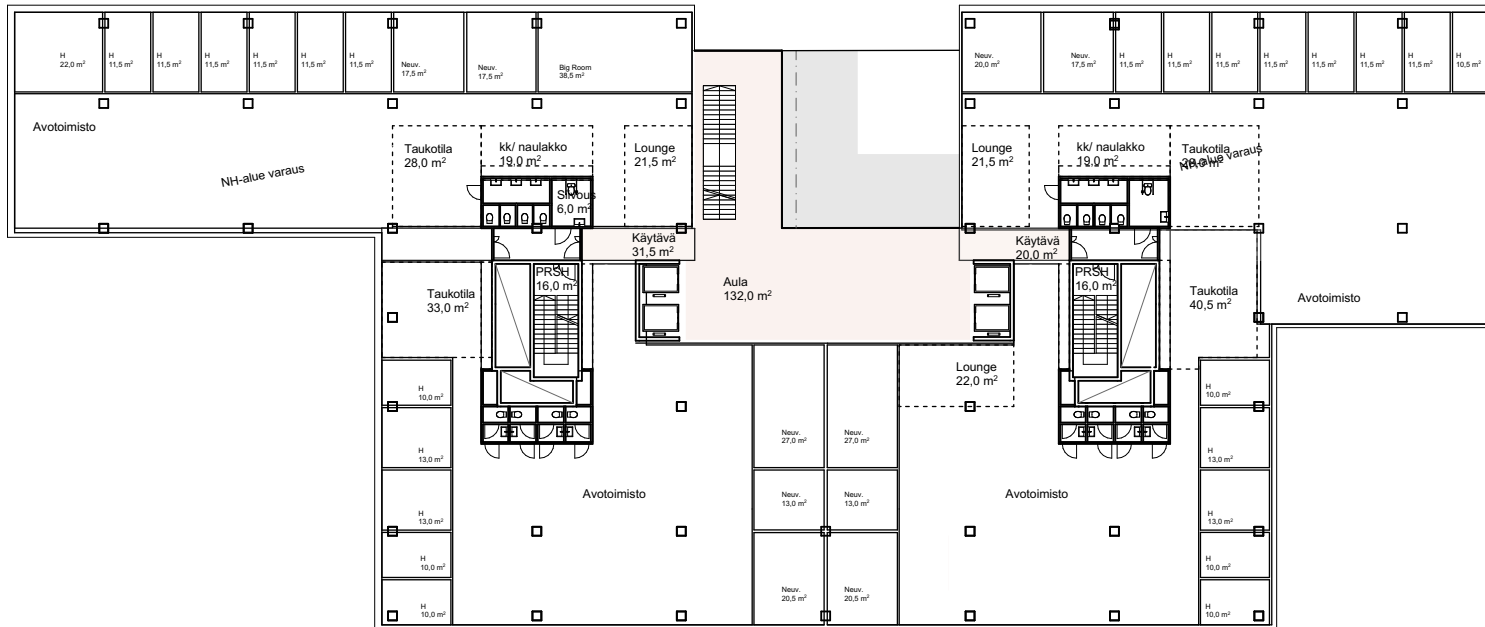 H
22,0 m²
H
11,5 m²
H
11,5 m²
H
11,5 m²
H
11,5 m²
H
11,5 m²
H
11,5 m²
Neuv.
17,5 m²
Neuv.
17,5 m²
Big Room
38,5 m²
Neuv.
20,0 m²
Neuv.
17,5 m²
H
11,5 m²
H
11,5 m²
H
11,5 m²
H
11,5 m²
H
11,5 m²
H
11,5 m²
H
11,5 m²
H
10,5 m²
Avotoimisto
NH-alue varaus
Taukotila
28,0 m²
kk/ naulakko
19,0 m²
Lounge
21,5 m²
Siivous
6,0 m²
Lounge
21,5 m²
kk/ naulakko
19,0 m²
Taukotila
NH-alue varaus
Käytävä
31,5 m²
Käytävä
20,0 m²
PRSH
16,0 m²
Aula
132,0 m²
PRSH
16,0 m²
Taukotila
33,0 m²
Taukotila
40,5 m²
Avotoimisto
Lounge
22,0 m²
H
10,0 m²
H
13,0 m²
H
13,0 m²
H
10,0 m²
H
10,0 m²
Avotoimisto
Neuv.
27,0 m²
Neuv.
27,0 m²
Neuv.
13,0 m²
Neuv.
13,0 m²
Neuv.
20,5 m²
Neuv.
20,5 m²
Avotoimisto
H
10,0 m²
H
13,0 m²
H
13,0 m²
H
10,0 m²
H
10,0 m²